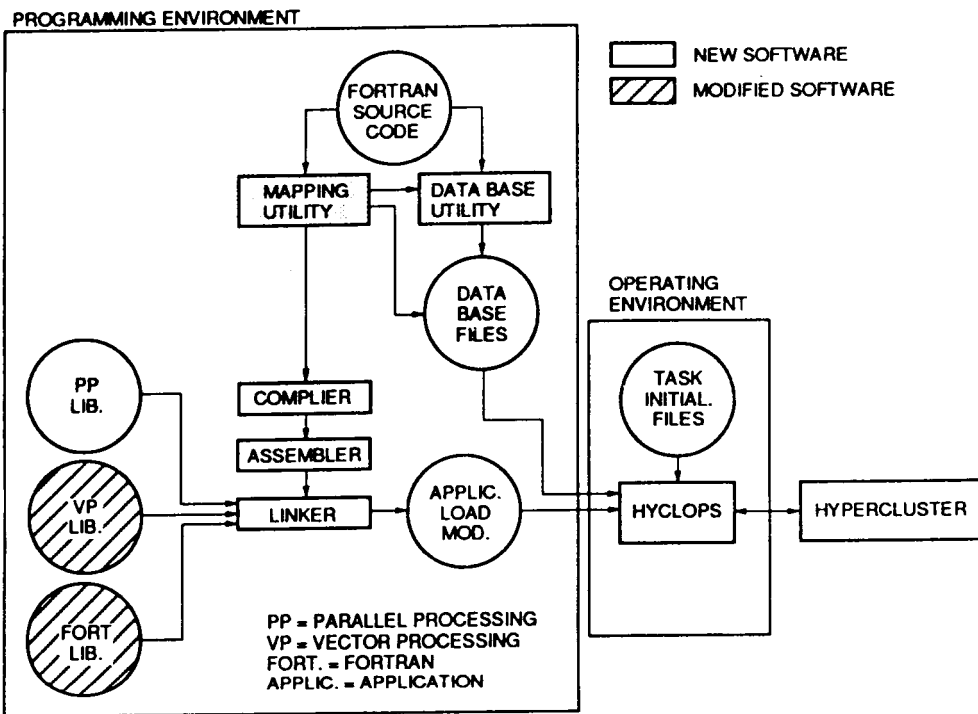 PROGRAMMING ENVIRONMENT
NEW SOFTWARE
MODIFIED SOFTWARE
FORTRAN
SOURCE
CODE
MAPPING
UTILITY
DATA BASE
UTILITY
DATA
BASE
FILES
OPERATING
ENVIRONMENT
PP
LIB.
COMPLIER
TASK
INITIAL.
FILES
ASSEMBLER
VP
LIB.
LINKER
APPLIC.
LOAD
MOD.
HYCLOPS
HYPERCLUSTER
FORT
LIB.
PP = PARALLEL PROCESSING
VP = VECTOR PROCESSING
FORT. = FORTRAN
APPLIC. = APPLICATION